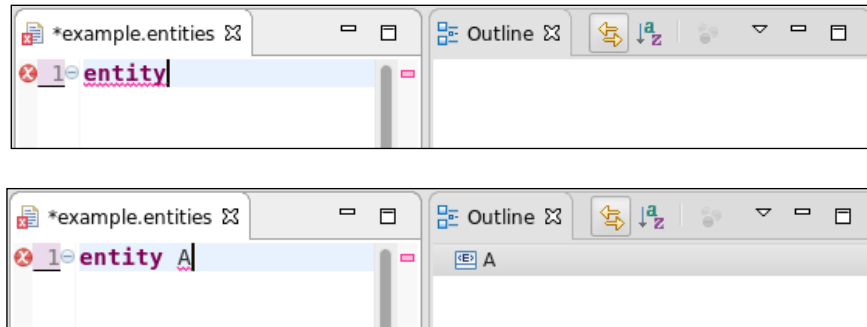 *example.entities
Outline
1 entity
*example.entities
Outline
1 entity A
A